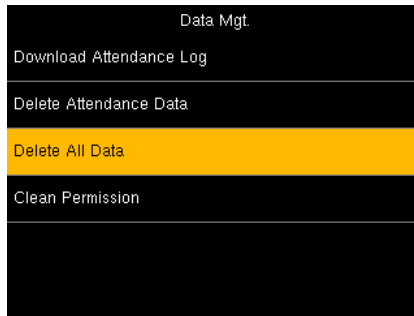 Data Mgt.
Download Attendance Log
Delete Attendance Data
Delete All Data
Clean Permission